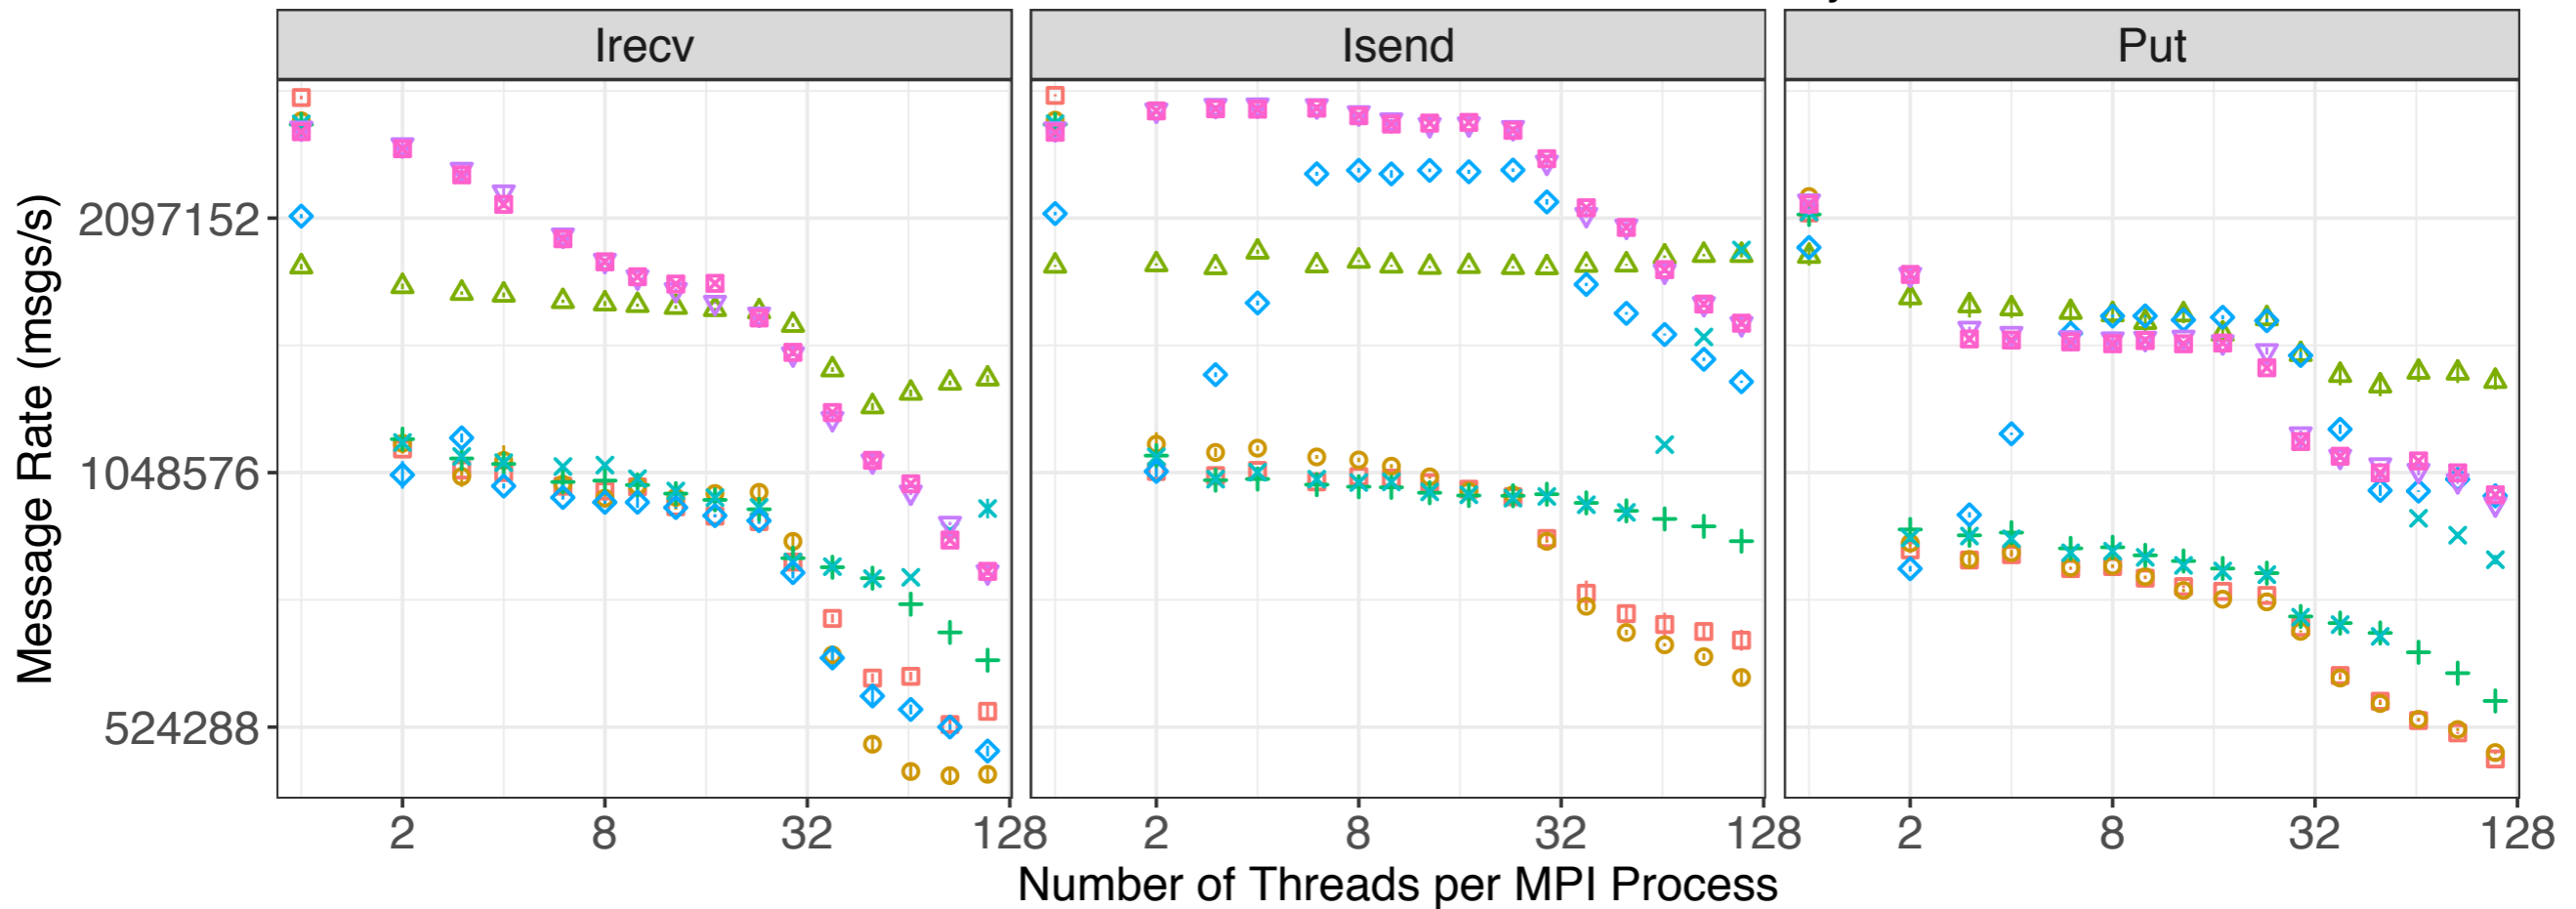 Irecv Isend Put
Message Rate (msgs/s)
2097152
1048576
524288
2 8 32 128 2 8 32 128 2 8 32 128
Number of Threads per MPI Process